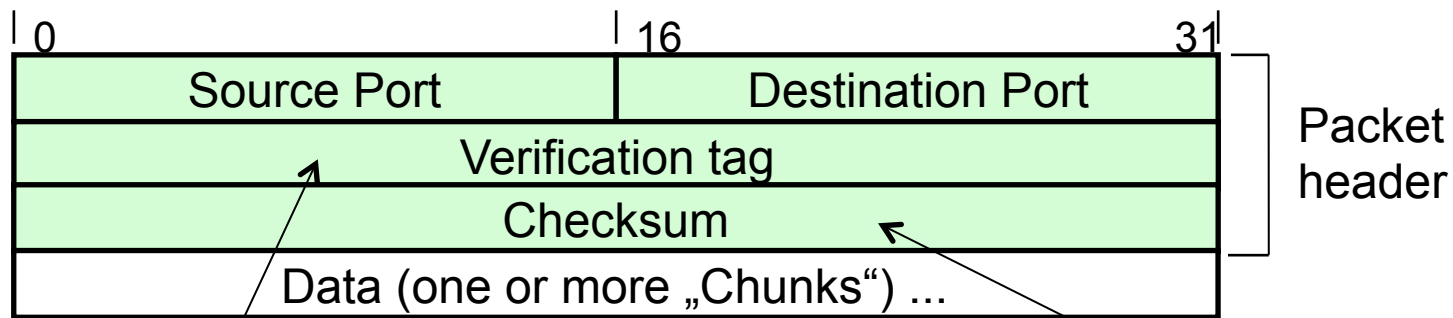 0 16 31
Source Port Destination Port
Verification tag
Checksum
Data (one or more „Chunks“) ...
Packet
header